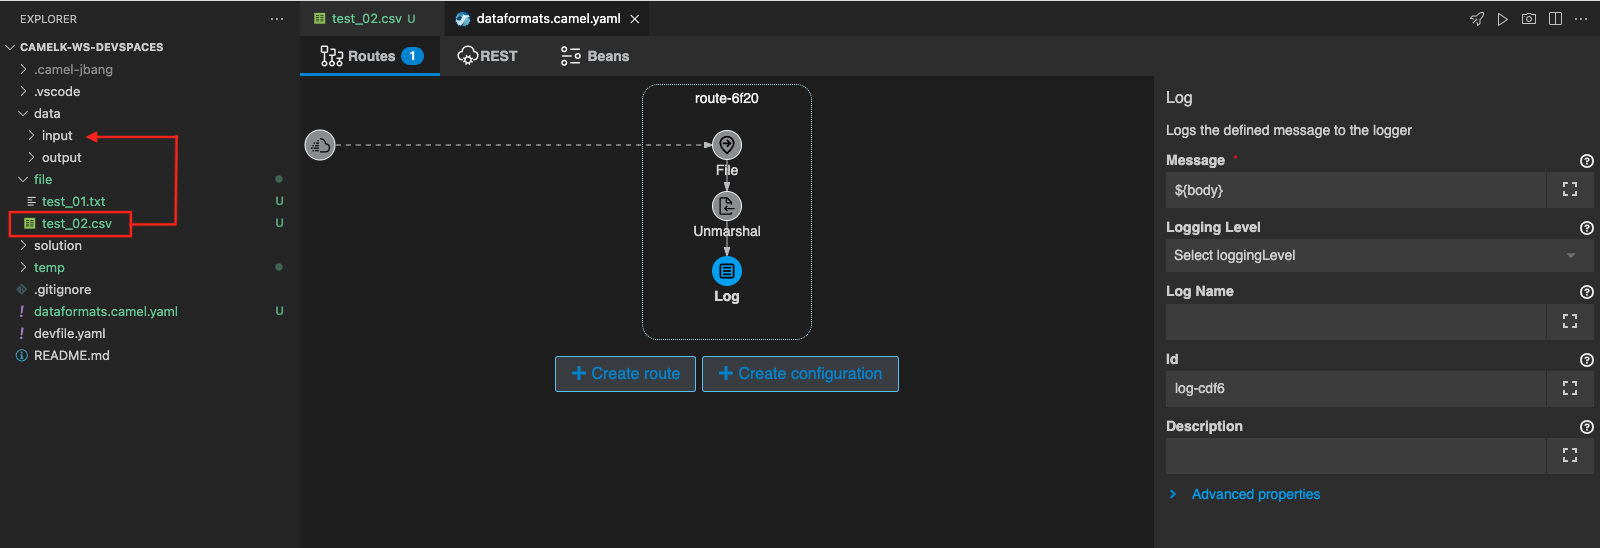 EXPLORER
CAMELK-WS-DEVSPACES
.camel-jbang
.vscode
data
input
output
file
test_01.txt U
test_02.csv U
solution
temp
.gitignore
dataformats.camel.yaml U
devfile.yaml
README.md
test_02.csv U
dataformats.camel.yaml
Routes 1
REST
Beans
route-6f20
File
Unmarshal
Log
Create route
Create configuration
Log
Logs the defined message to the logger
Message *
${body}
Logging Level
Select loggingLevel
Log Name
Id
log-cdf6
Description
Advanced properties